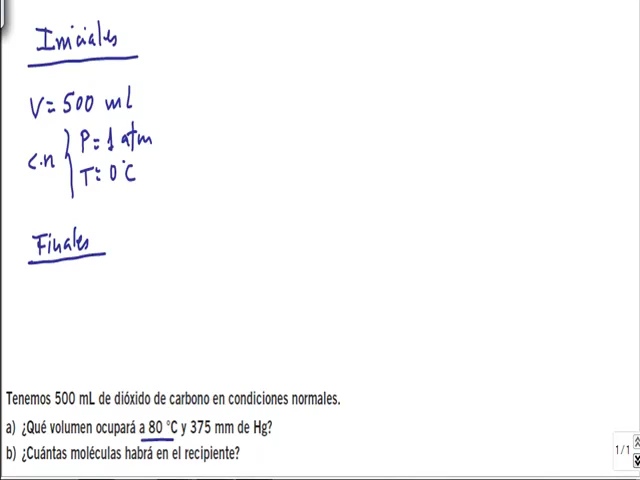 Iniciales
V = 500 ml
c.n { P = 1 atm
T = 0°C
Finales
Tenemos 500 mL de dióxido de carbono en condiciones normales.
a) ¿Qué volumen ocupará a 80 °C y 375 mm de Hg?
b) ¿Cuántas moléculas habrá en el recipiente?
1/1